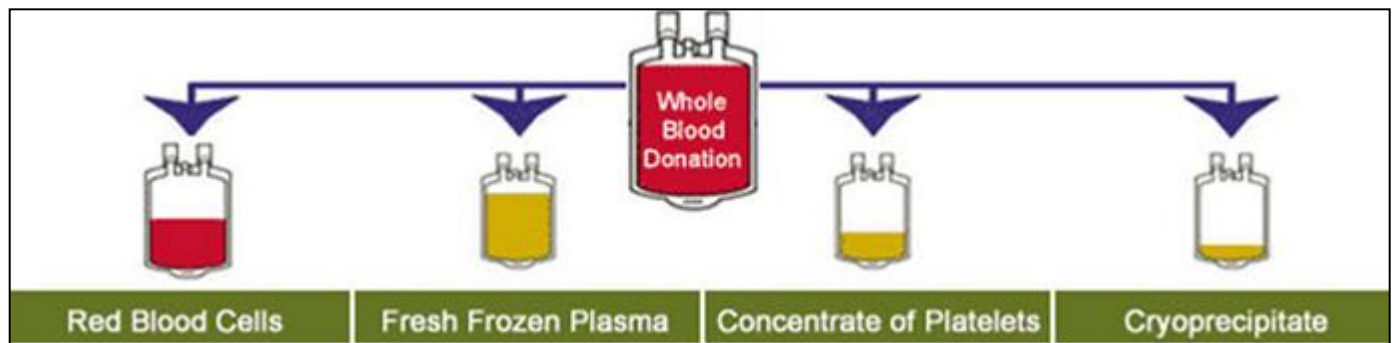 Whole
Blood
Donation
Red Blood Cells
Fresh Frozen Plasma
Concentrate of Platelets
Cryoprecipitate